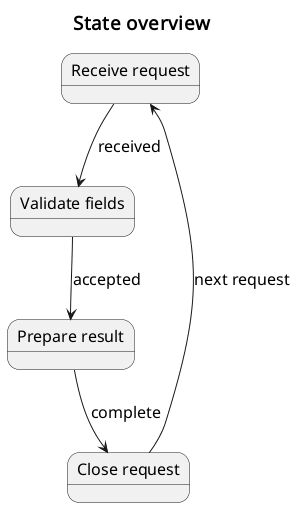 State overview
Receive request
received
Validate fields
accepted
next request
Prepare result
complete
Close request